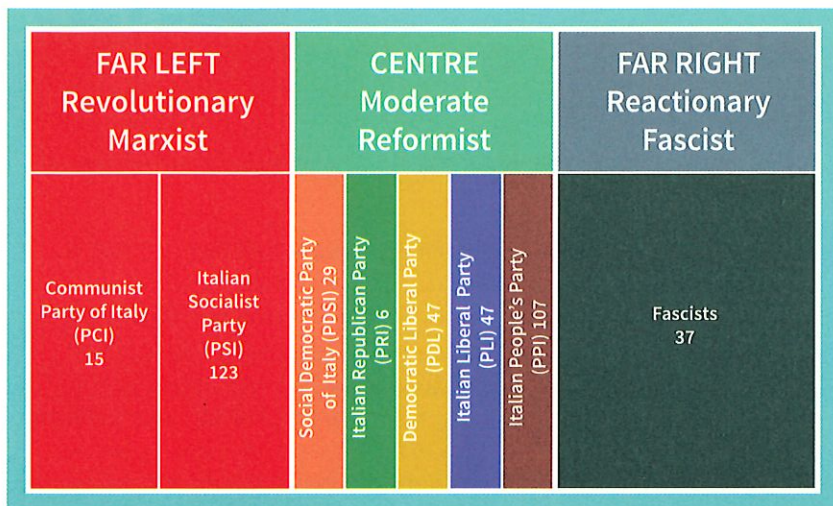 FAR LEFT
Revolutionary
Marxist
CENTRE
Moderate
Reformist
FAR RIGHT
Reactionary
Fascist
Communist
Party of Italy
(PCI)
15
Italian
Socialist
Party
(PSI)
123
Social Democratic Party
of Italy (PDSI) 29
Italian Republican Party
(PRI) 6
Democratic Liberal Party
(PDL) 47
Italian Liberal Party
(PLI) 47
Italian People's Party
(PPI) 107
Fascists
37